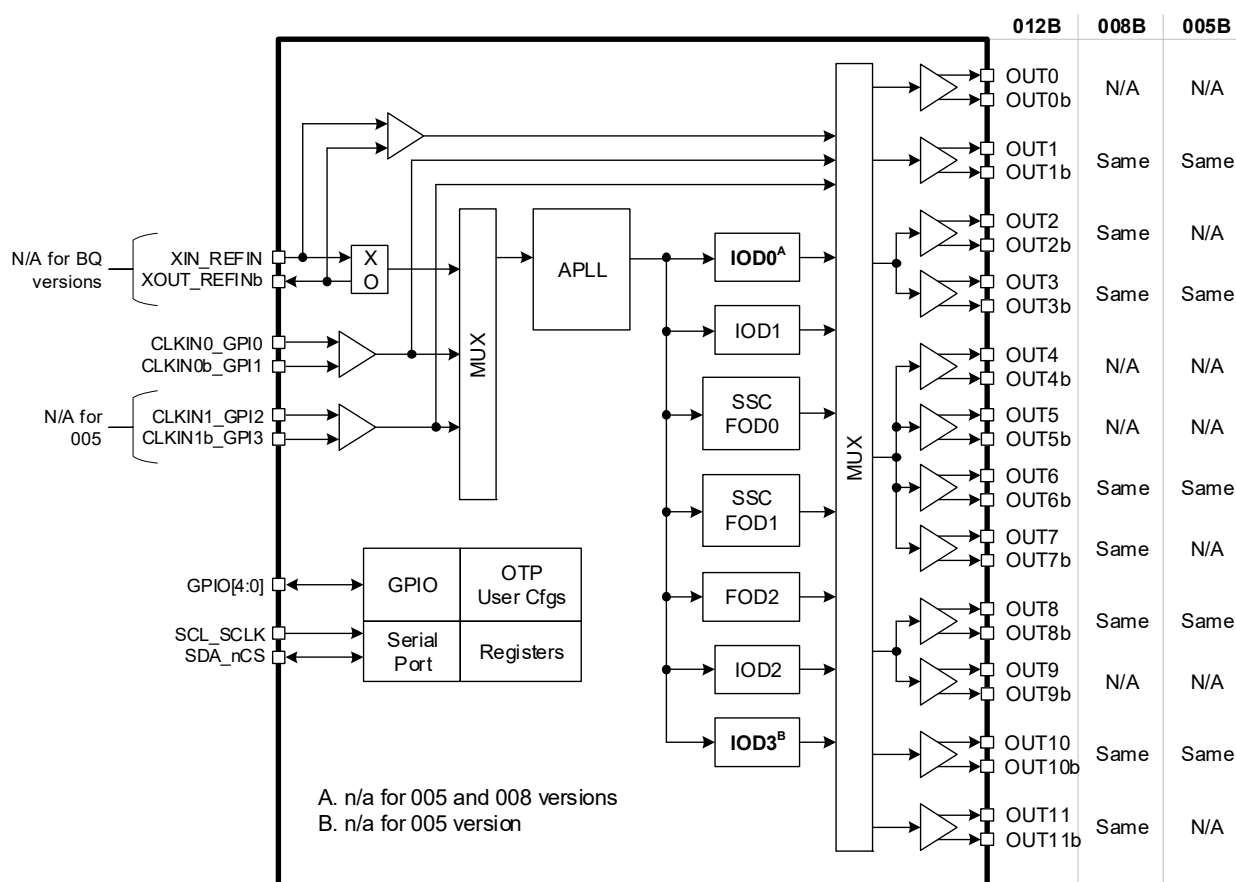 012B 008B 005B
OUT0 N/A N/A
OUT0b
OUT1 Same Same
OUT1b
OUT2 Same N/A
OUT2b
OUT3 Same Same
OUT3b
OUT4 N/A N/A
OUT4b
OUT5 N/A N/A
OUT5b
OUT6 Same Same
OUT6b
OUT7 Same N/A
OUT7b
OUT8 Same Same
OUT8b
OUT9 N/A N/A
OUT9b
OUT10 Same Same
OUT10b
OUT11 Same N/A
OUT11b
N/A for BQ
versions
XIN_REFIN
XOUT_REFINb
X
O
CLKIN0_GPI0
CLKIN0b_GPI1
N/A for
005
CLKIN1_GPI2
CLKIN1b_GPI3
MUX
APLL
IOD0A
IOD1
SSC
FOD0
SSC
FOD1
FOD2
IOD2
IOD3B
MUX
GPIO[4:0]
SCL_SCLK
SDA_nCS
GPIO
OTP
User Cfgs
Serial
Port
Registers
A. n/a for 005 and 008 versions
B. n/a for 005 version